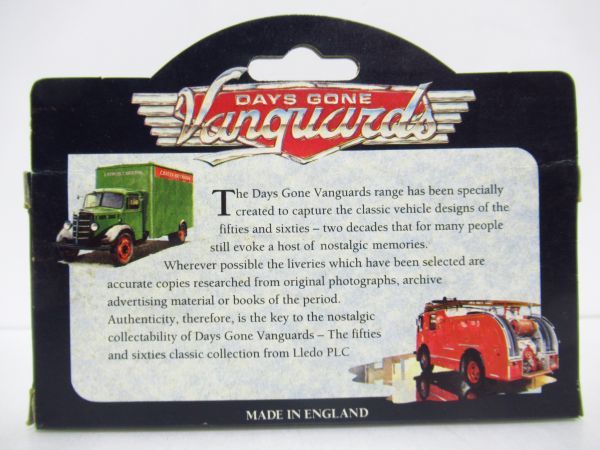 DAYS GONE
Vanguards
The Days Gone Vanguards range has been specially
created to capture the classic vehicle designs of the
fifties and sixties – two decades that for many people
still evoke a host of nostalgic memories.
Wherever possible the liveries which have been selected are
accurate copies researched from original photographs, archive
advertising material or books of the period.
Authenticity, therefore, is the key to the nostalgic
collectability of Days Gone Vanguards – The fifties
and sixties classic collection from Lledo PLC
MADE IN ENGLAND